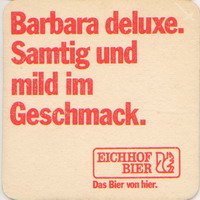 Barbara deluxe.
Samtig und
mild im
Geschmack.
EICHHOF
BIER
Das Bier von hier.